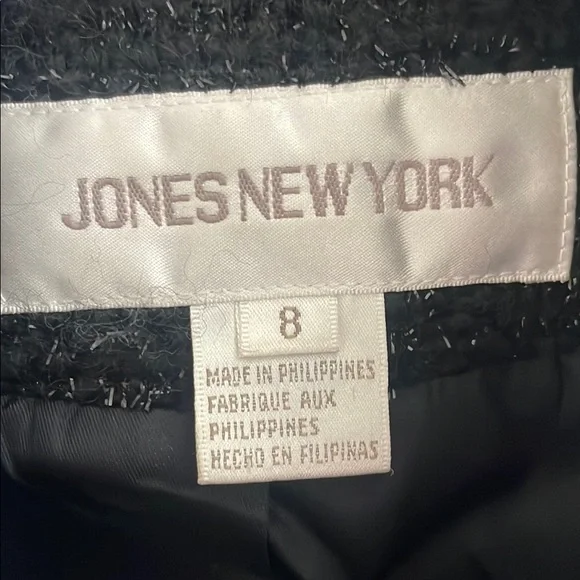 JONES NEW YORK
8
MADE IN PHILIPPINES
FABRIQUE AUX
PHILIPPINES
HECHO EN FILIPINAS